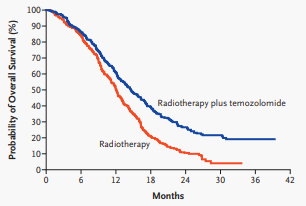 Probability of Overall Survival (%)
100
90
80
70
60
50
40
30
20
10
0
Radiotherapy plus temozolomide
Radiotherapy
0 6 12 18 24 30 36 42
Months